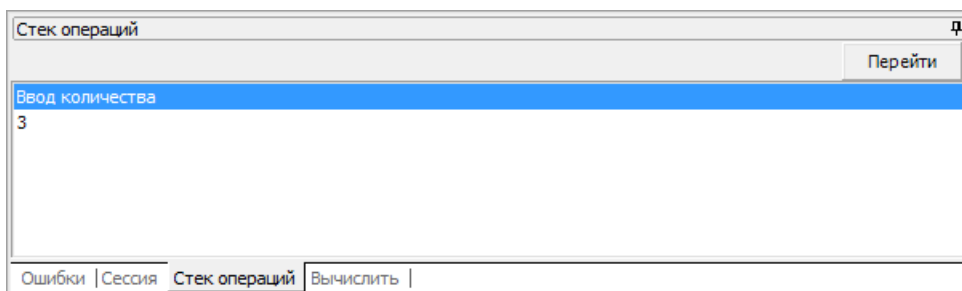 Стек операций
Перейти
Ввод количества
3
Ошибки | Сессия Стек операций Вычислить |